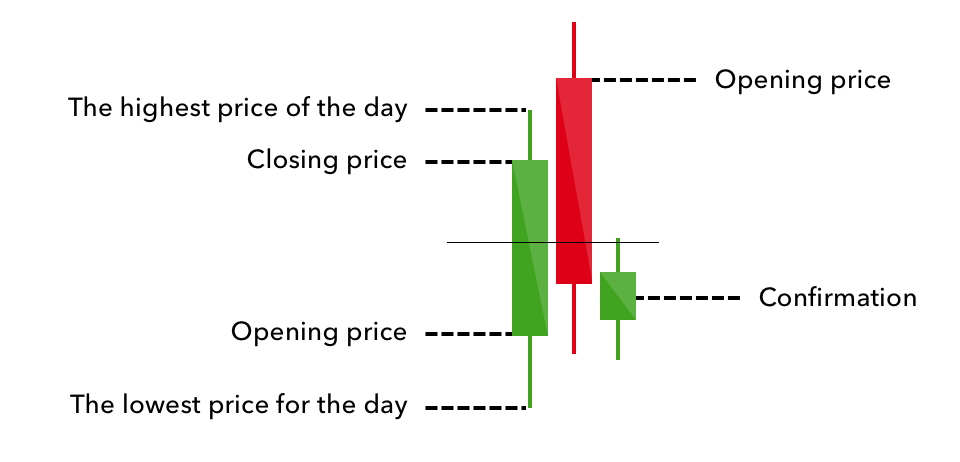 Opening price
The highest price of the day
Closing price
Confirmation
Opening price
The lowest price for the day